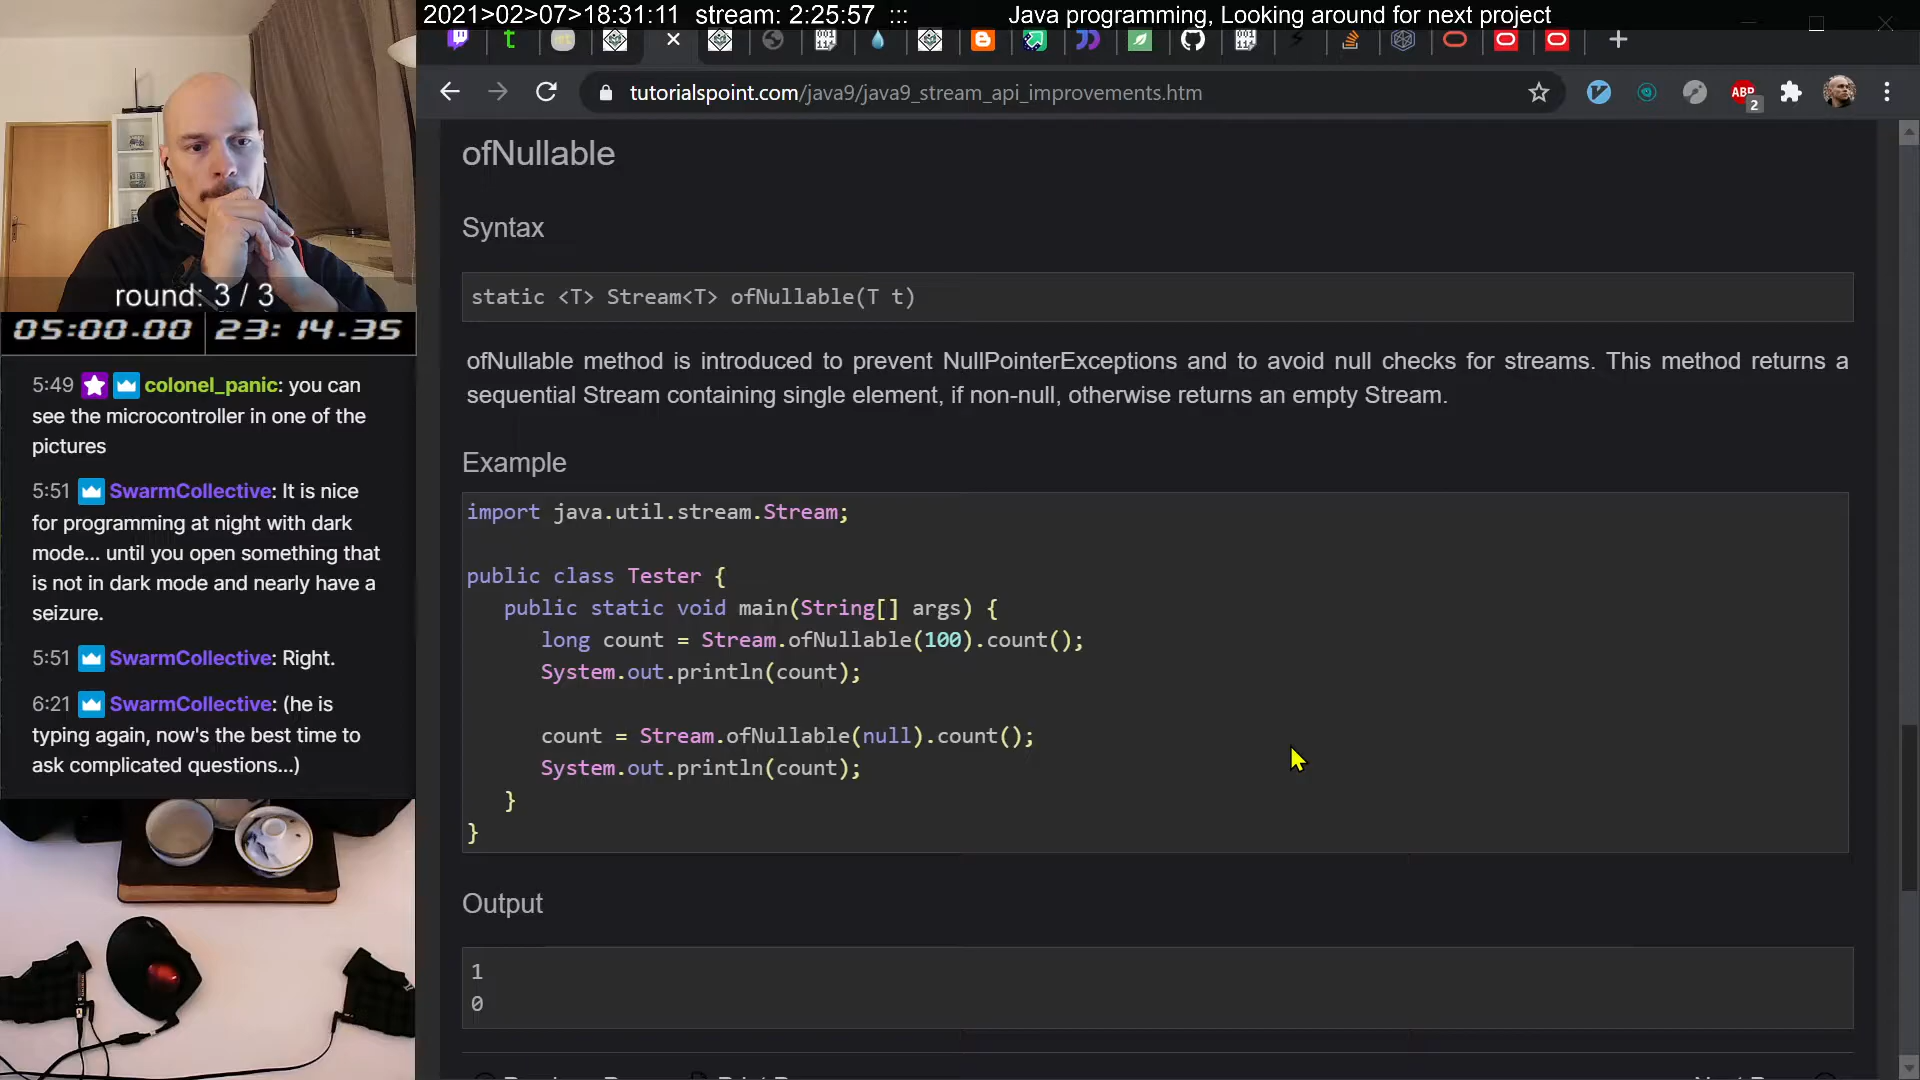 2021>02>07>18:31:11  stream: 2:25:57  :::
Java programming, Looking around for next project
tutorialspoint.com/java9/java9_stream_api_improvements.htm
ABP
2
round: 3 / 3
05:00.00
23:14.35
5:49 colonel_panic: you can
see the microcontroller in one of the
pictures
5:51 SwarmCollective: It is nice
for programming at night with dark
mode... until you open something that
is not in dark mode and nearly have a
seizure.
5:51 SwarmCollective: Right.
6:21 SwarmCollective: (he is
typing again, now's the best time to
ask complicated questions...)
ofNullable
Syntax
static <T> Stream<T> ofNullable(T t)
ofNullable method is introduced to prevent NullPointerExceptions and to avoid null checks for streams. This method returns a
sequential Stream containing single element, if non-null, otherwise returns an empty Stream.
Example
import java.util.stream.Stream;
public class Tester {
public static void main(String[] args) {
long count = Stream.ofNullable(100).count();
System.out.println(count);
count = Stream.ofNullable(null).count();
System.out.println(count);
}
}
Output
1
0